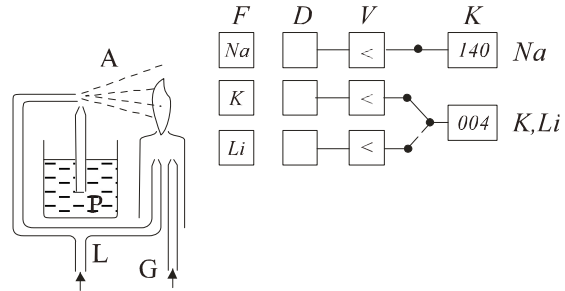 F D V K
A
Na < 140 Na
K <
004 K,Li
Li <
P
L
G